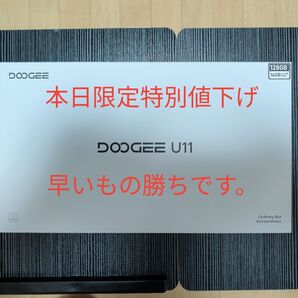 DOOGEE
128GB
16GB
本日限定特別値下げ
DOOGEE U11
早いもの勝ちです。
Ordinary But
Extraordinary